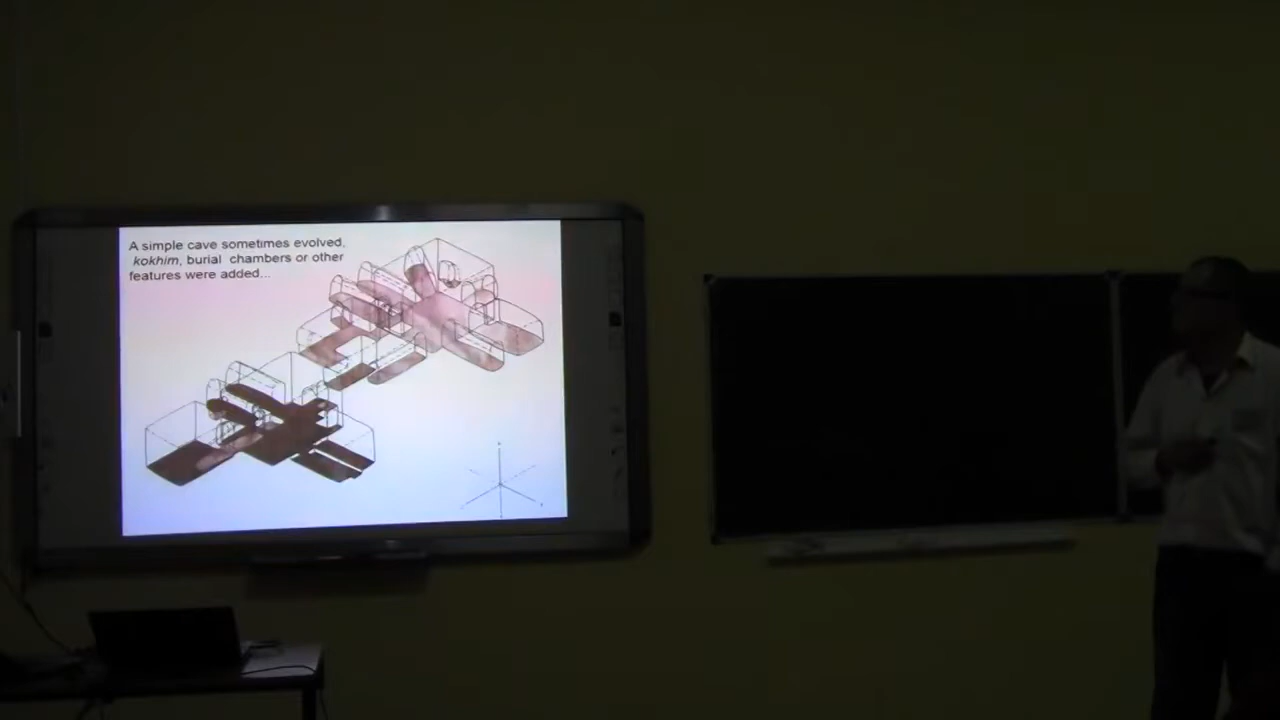 A simple cave sometimes evolved,
kokhim, burial chambers or other
features were added...